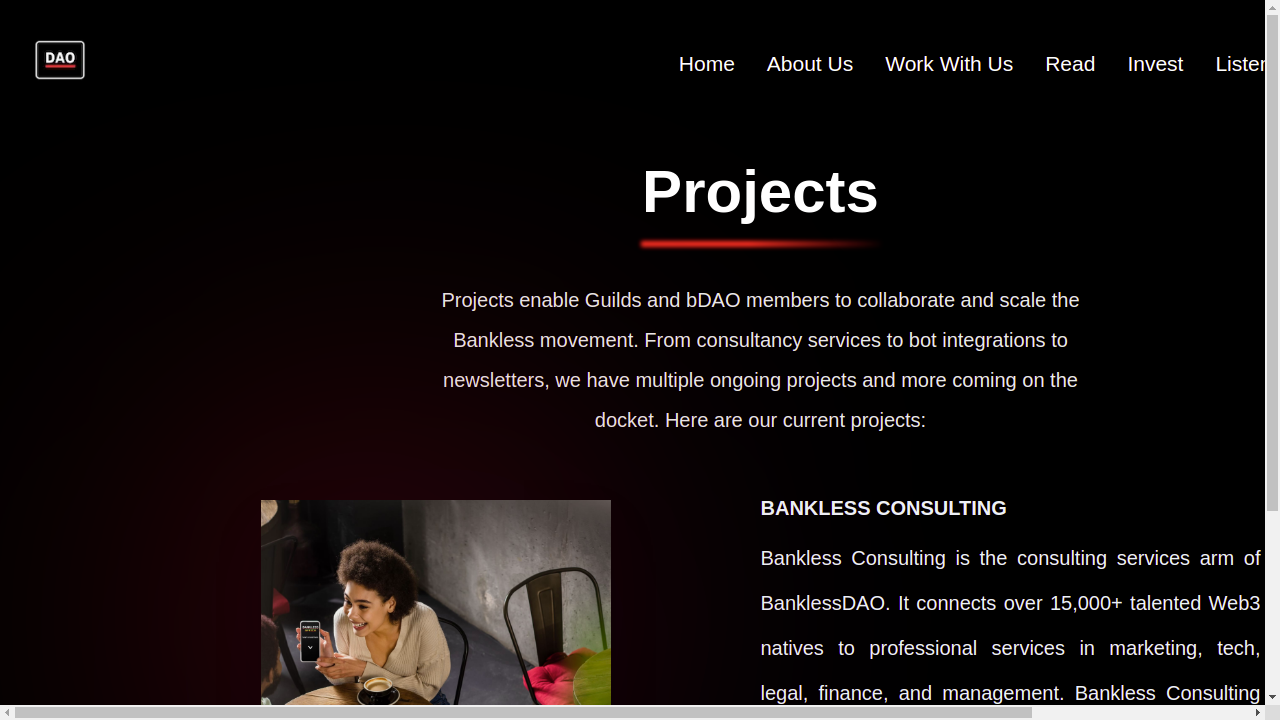 DAO
Home About Us Work With Us Read Invest Listen
Projects
Projects enable Guilds and bDAO members to collaborate and scale the
Bankless movement. From consultancy services to bot integrations to
newsletters, we have multiple ongoing projects and more coming on the
docket. Here are our current projects:
BANKLESS CONSULTING
Bankless Consulting is the consulting services arm of
BanklessDAO. It connects over 15,000+ talented Web3
natives to professional services in marketing, tech,
legal, finance, and management. Bankless Consulting
BANKLESS